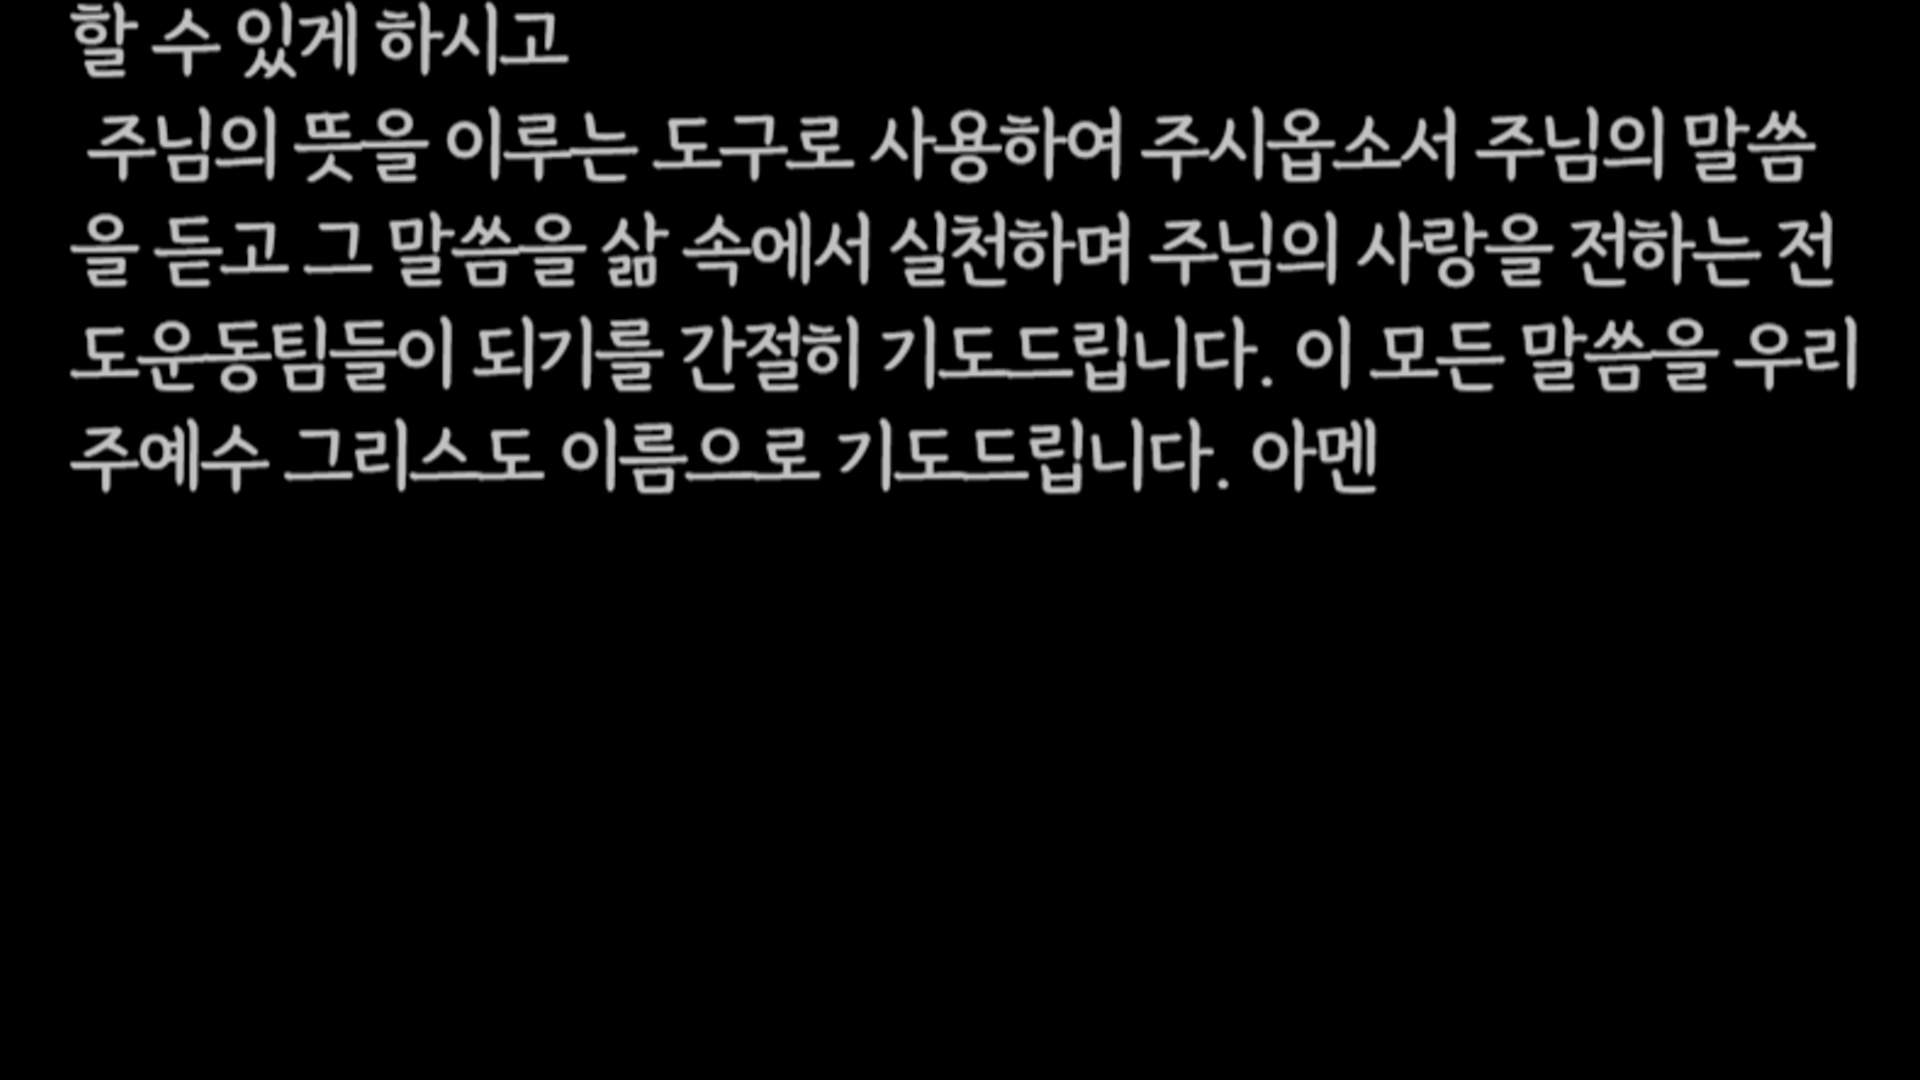 할 수 있게 하시고
주님의 뜻을 이루는 도구로 사용하여 주시옵소서 주님의 말씀
을 듣고 그 말씀을 삶 속에서 실천하며 주님의 사랑을 전하는 전
도운동팀들이 되기를 간절히 기도드립니다. 이 모든 말씀을 우리
주예수 그리스도 이름으로 기도드립니다. 아멘